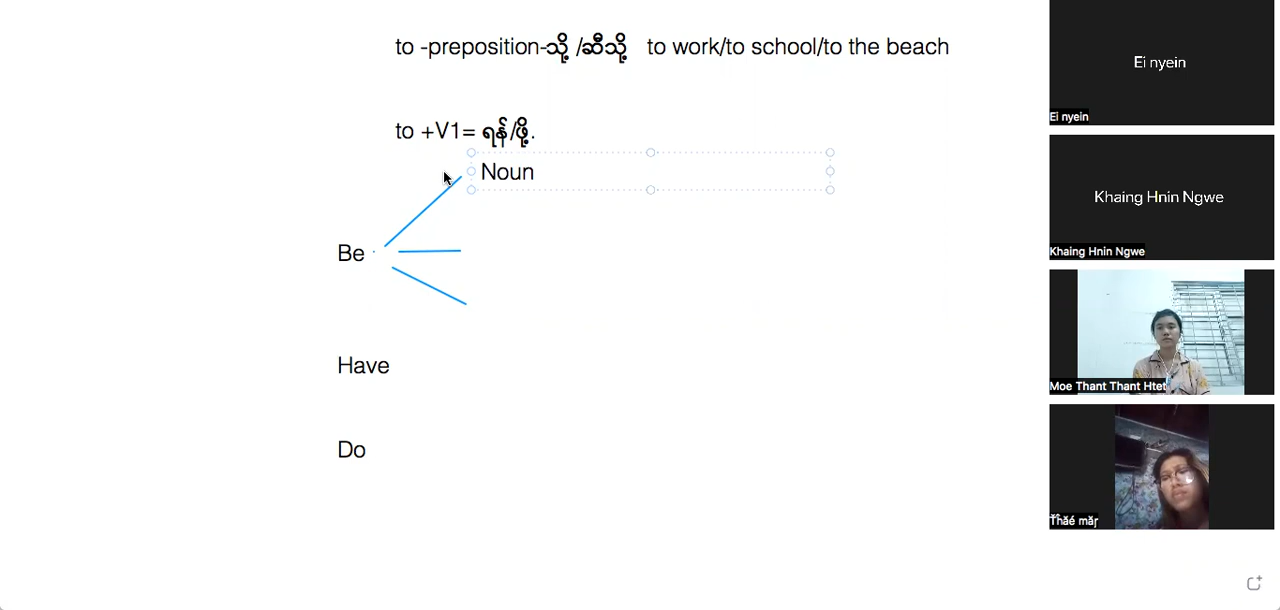 to -preposition-သို့ /ဆီသို့ to work/to school/to the beach
to +V1= ရန်/ဖို့.
Noun
Be
Have
Do
Ei nyein
Ei nyein
Khaing Hnin Ngwe
Khaing Hnin Ngwe
Moe Thant Thant Htet